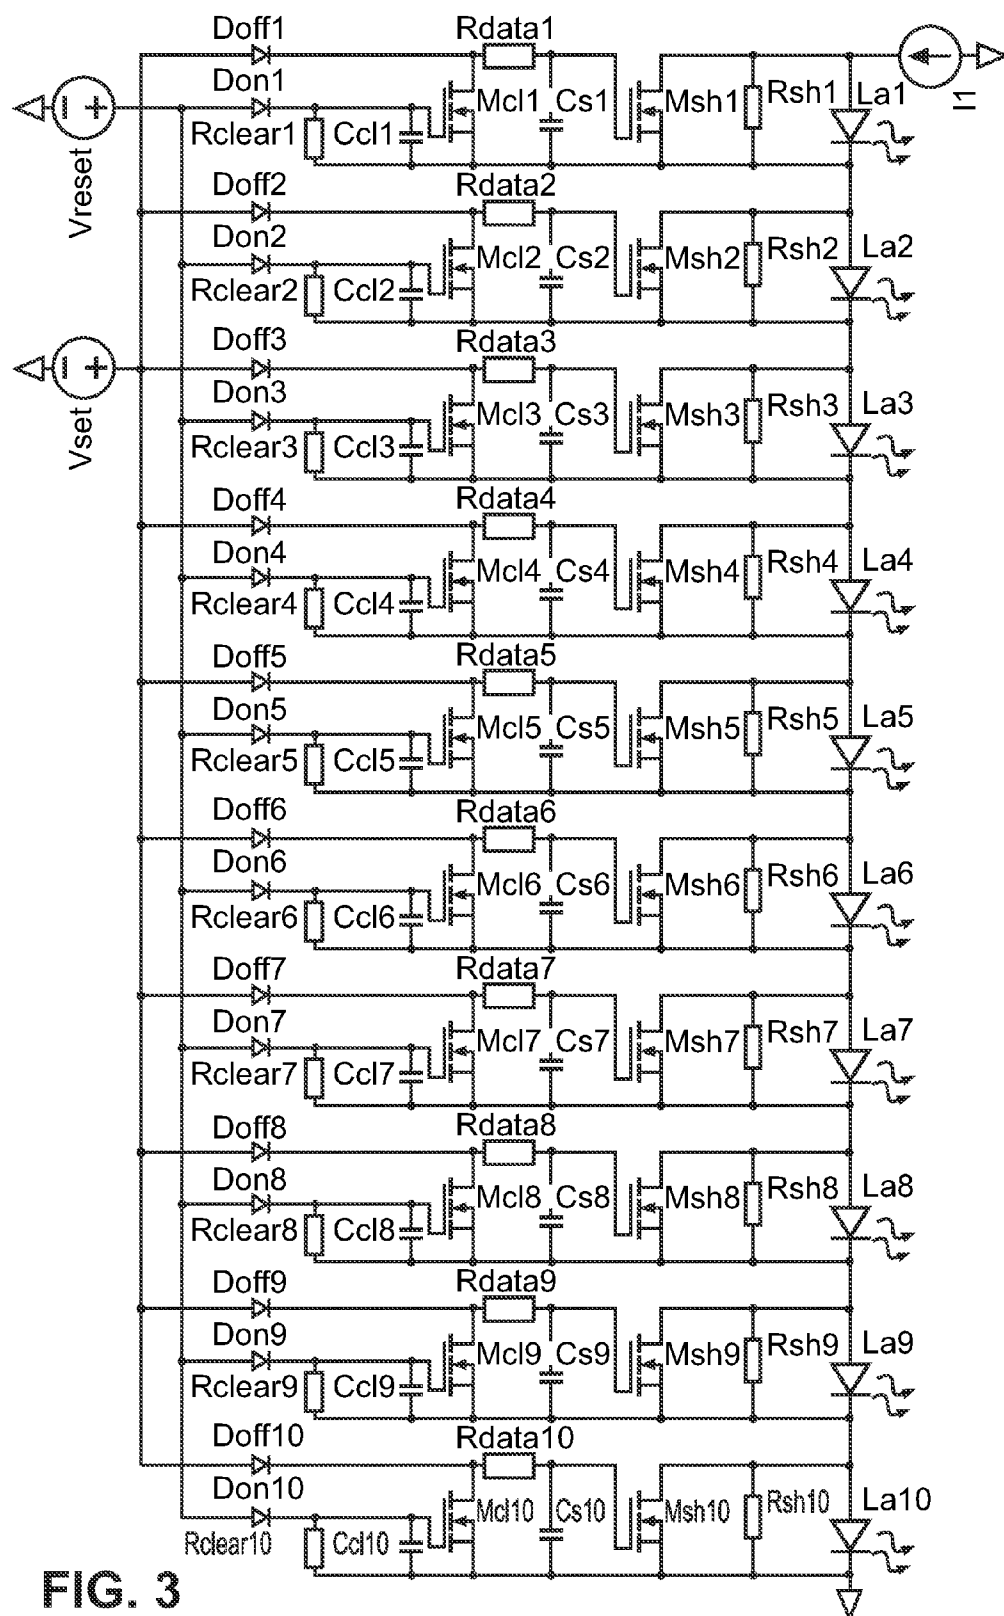 Doff1 Rdata1
Don1
Rclear1 Ccl1 Mcl1 Cs1 Msh1 Rsh1 La1
I1
Vreset
Doff2 Rdata2
Don2
Rclear2 Ccl2 Mcl2 Cs2 Msh2 Rsh2 La2
Doff3 Rdata3
Don3
Rclear3 Ccl3 Mcl3 Cs3 Msh3 Rsh3 La3
Vset
Doff4 Rdata4
Don4
Rclear4 Ccl4 Mcl4 Cs4 Msh4 Rsh4 La4
Doff5 Rdata5
Don5
Rclear5 Ccl5 Mcl5 Cs5 Msh5 Rsh5 La5
Doff6 Rdata6
Don6
Rclear6 Ccl6 Mcl6 Cs6 Msh6 Rsh6 La6
Doff7 Rdata7
Don7
Rclear7 Ccl7 Mcl7 Cs7 Msh7 Rsh7 La7
Doff8 Rdata8
Don8
Rclear8 Ccl8 Mcl8 Cs8 Msh8 Rsh8 La8
Doff9 Rdata9
Don9
Rclear9 Ccl9 Mcl9 Cs9 Msh9 Rsh9 La9
Doff10 Rdata10
Don10
Rclear10 Ccl10 Mcl10 Cs10 Msh10 Rsh10 La10
FIG. 3